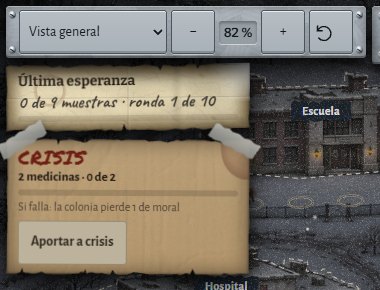 Vista general
−
82 %
+
Última esperanza
0 de 9 muestras · ronda 1 de 10
Escuela
CRISIS
2 medicinas · 0 de 2
Si falla: la colonia pierde 1 de moral
Aportar a crisis
Hospital